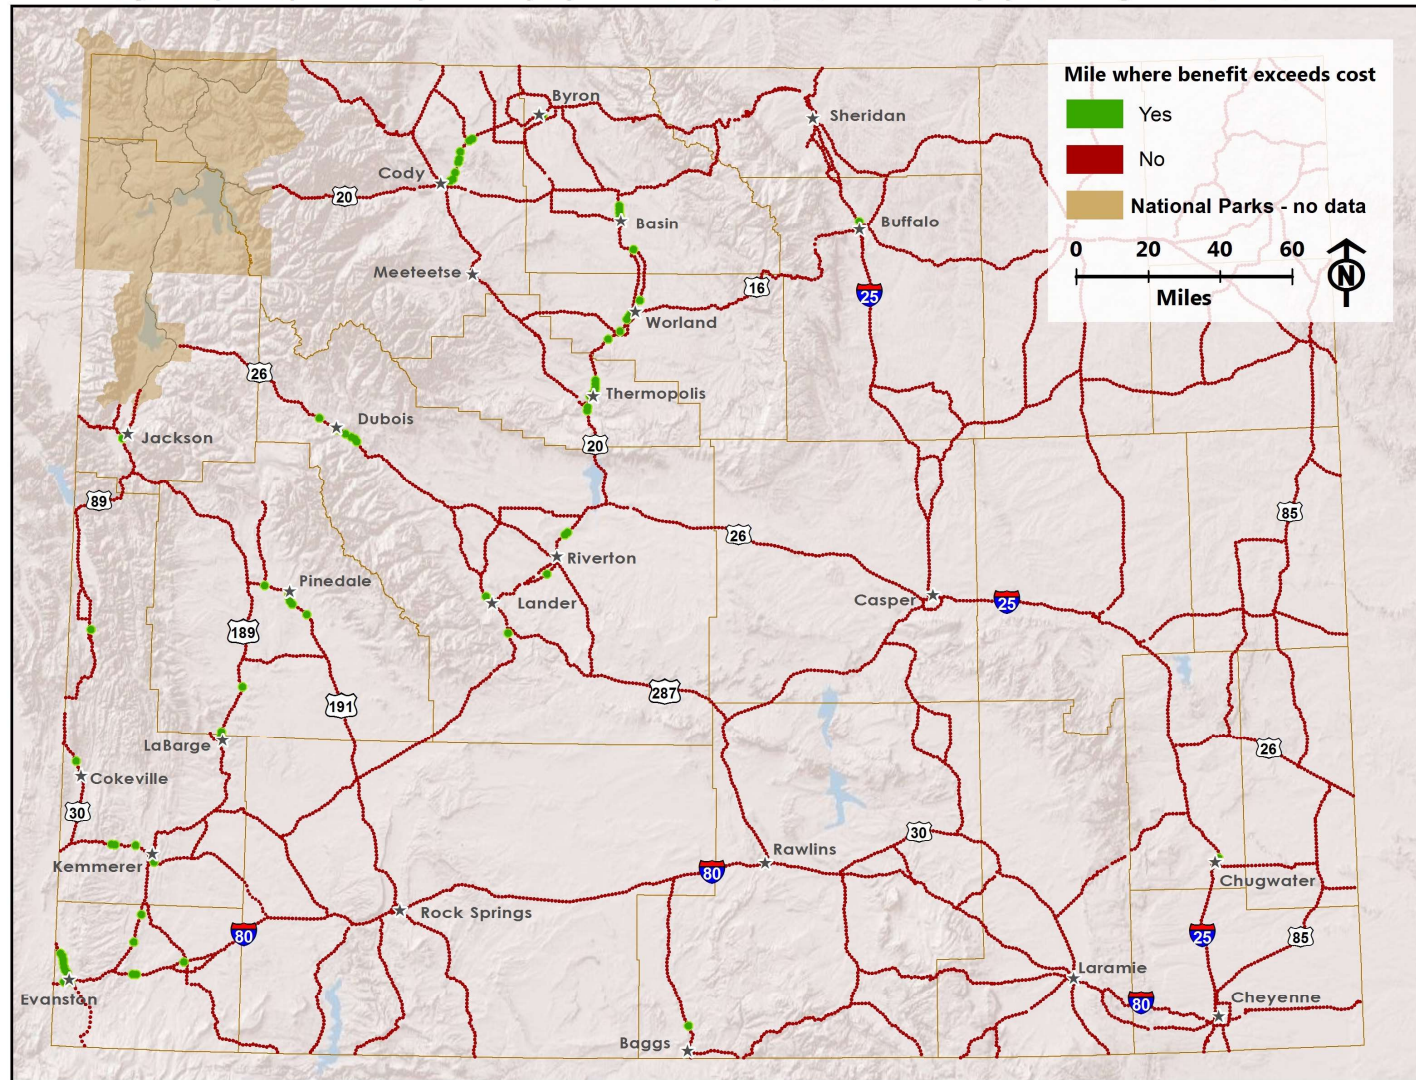 Mile where benefit exceeds cost
Yes
No
National Parks - no data
0 20 40 60
Miles
N
Byron
Sheridan
Cody
20
Basin
Buffalo
Meeteetse
16
25
Worland
26
Thermopolis
Dubois
Jackson
20
89
85
26
Riverton
Pinedale
Lander
Casper
25
189
287
191
LaBarge
26
Cokeville
30
30
Kemmerer
Rawlins
80
Chugwater
Rock Springs
80
25
85
Laramie
Evanston
80
Cheyenne
Baggs